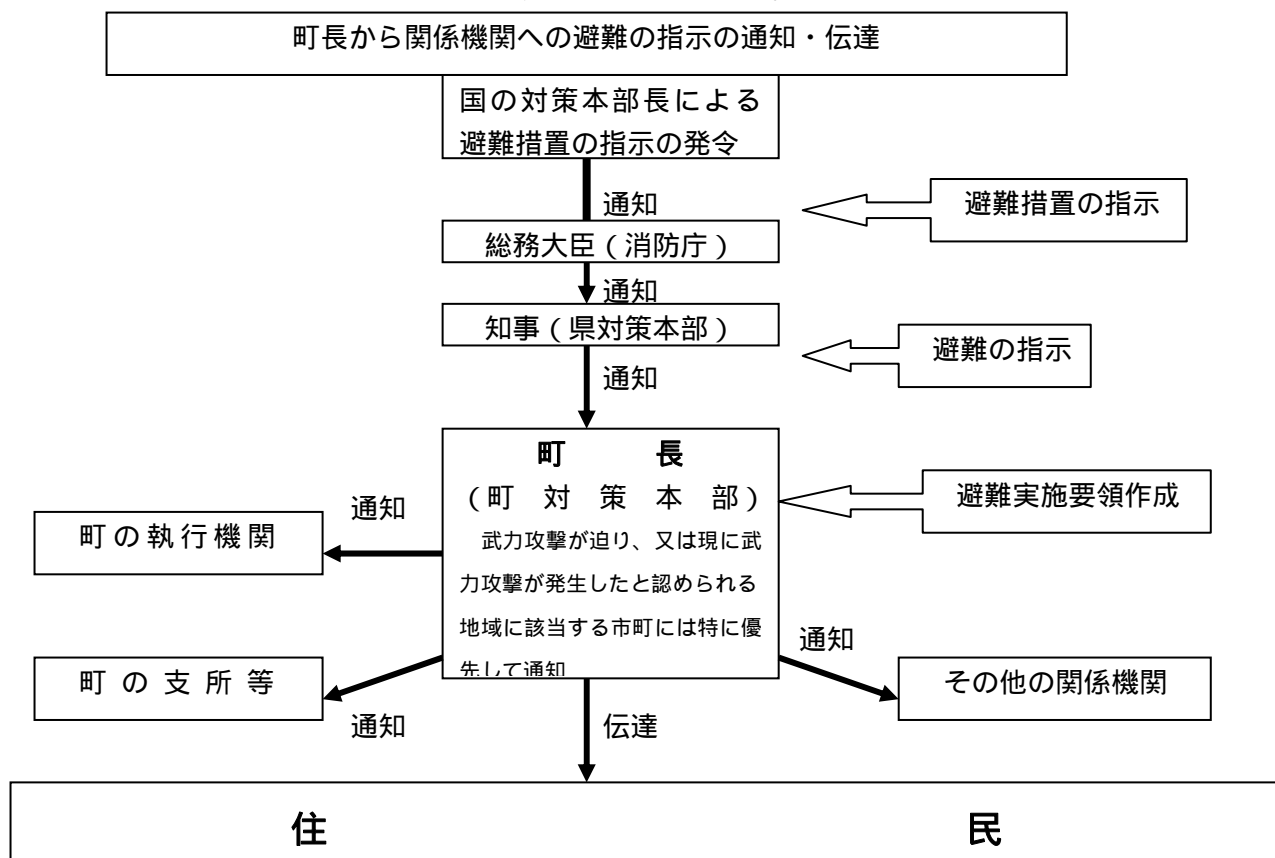 町長から関係機関への避難の指示の通知・伝達
国の対策本部長による
避難措置の指示の発令
通知
避難措置の指示
総務大臣(消防庁)
通知
知事(県対策本部)
避難の指示
通知
町 長
(町 対 策 本 部)
武力攻撃が迫り、又は現に武
力攻撃が発生したと認められる
地域に該当する市町には特に優
先して通知
避難実施要領作成
通知
町の執行機関
通知
町 の 支 所 等
その他の関係機関
通知
伝達
住 民